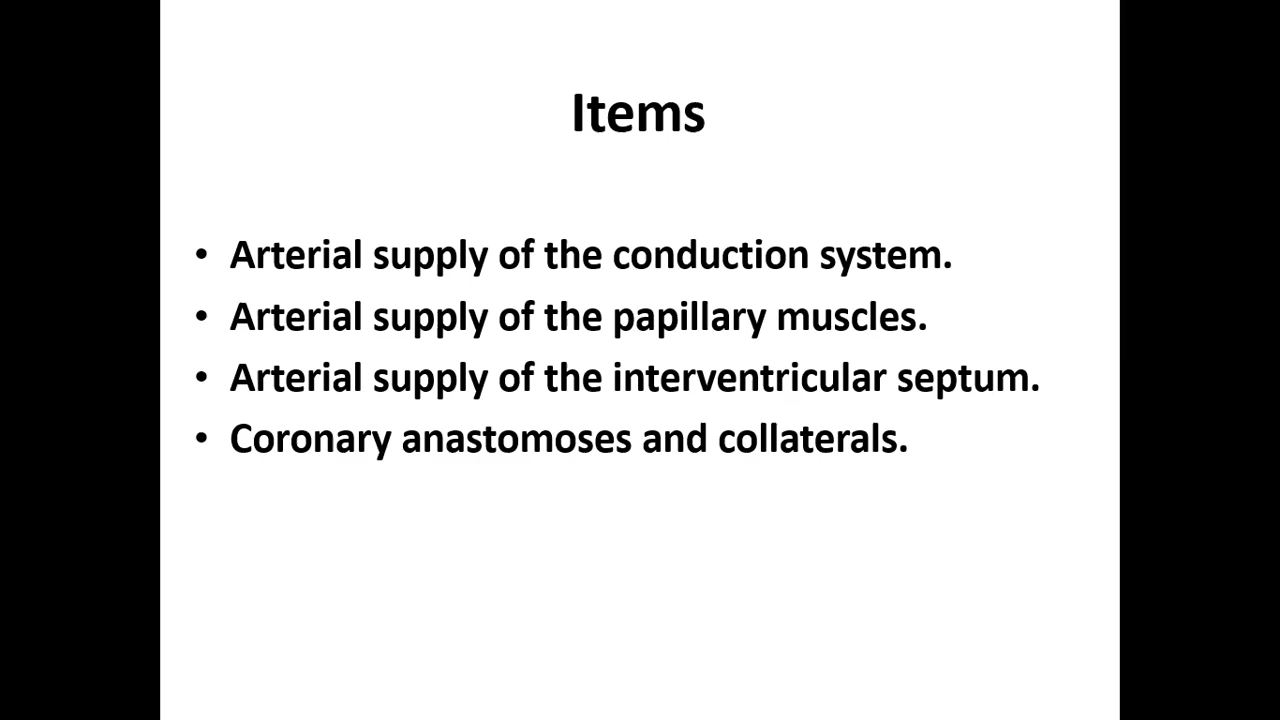 Items
• Arterial supply of the conduction system.
• Arterial supply of the papillary muscles.
• Arterial supply of the interventricular septum.
• Coronary anastomoses and collaterals.